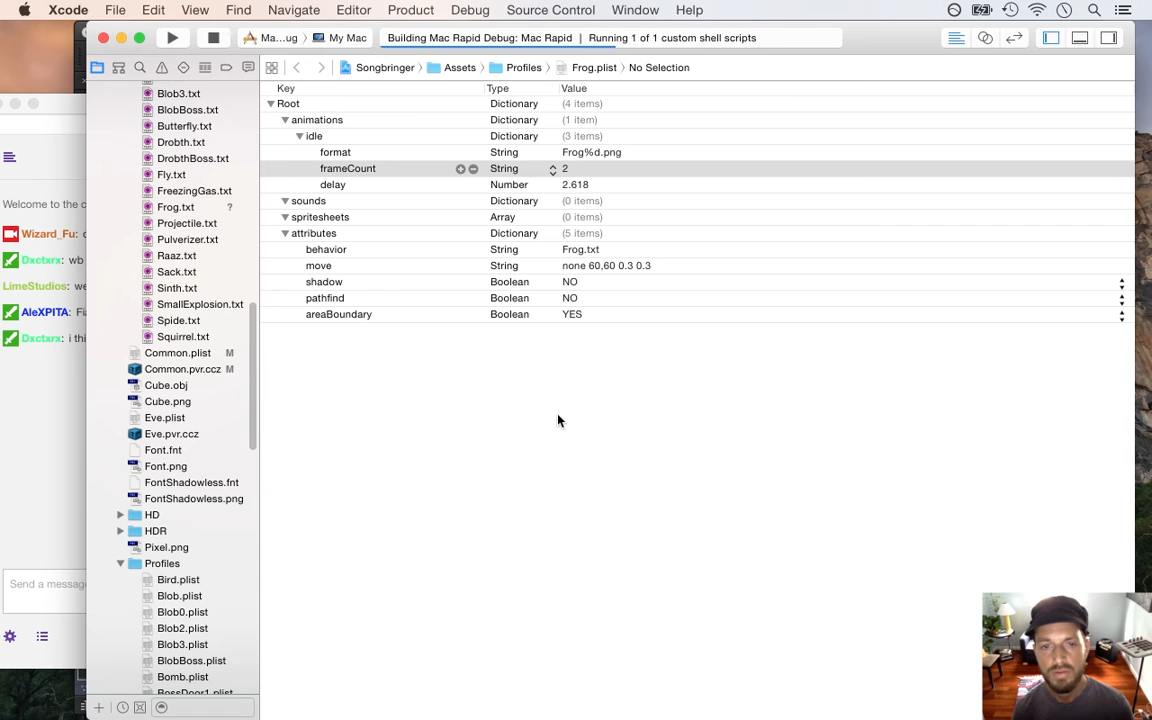 Xcode File Edit View Find Navigate Editor Product Debug Source Control Window Help
Ma...ug My Mac Building Mac Rapid Debug: Mac Rapid | Running 1 of 1 custom shell scripts
Songbringer Assets Profiles Frog.plist No Selection
Key Type Value
Root Dictionary (4 items)
animations Dictionary (1 item)
idle Dictionary (3 items)
format String Frog%d.png
frameCount String 2
delay Number 2.618
sounds Dictionary (0 items)
spritesheets Array (0 items)
attributes Dictionary (5 items)
behavior String Frog.txt
move String none 60,60 0.3 0.3
shadow Boolean NO
pathfind Boolean NO
areaBoundary Boolean YES
Blob3.txt
BlobBoss.txt
Butterfly.txt
Drobth.txt
DrobthBoss.txt
Fly.txt
FreezingGas.txt
Frog.txt ?
Projectile.txt
Pulverizer.txt
Raaz.txt
Sack.txt
Sinth.txt
SmallExplosion.txt
Spide.txt
Squirrel.txt
Common.plist M
Common.pvr.ccz M
Cube.obj
Cube.png
Eve.plist
Eve.pvr.ccz
Font.fnt
Font.png
FontShadowless.fnt
FontShadowless.png
HD
HDR
Pixel.png
Profiles
Bird.plist
Blob.plist
Blob0.plist
Blob2.plist
Blob3.plist
BlobBoss.plist
Bomb.plist
BossDoor1.plist
Welcome to the c
Wizard_Fu:
Dxctxrx: wb
LimeStudios: we
AleXPITA: Fi
Dxctxrx: i thi
Send a message